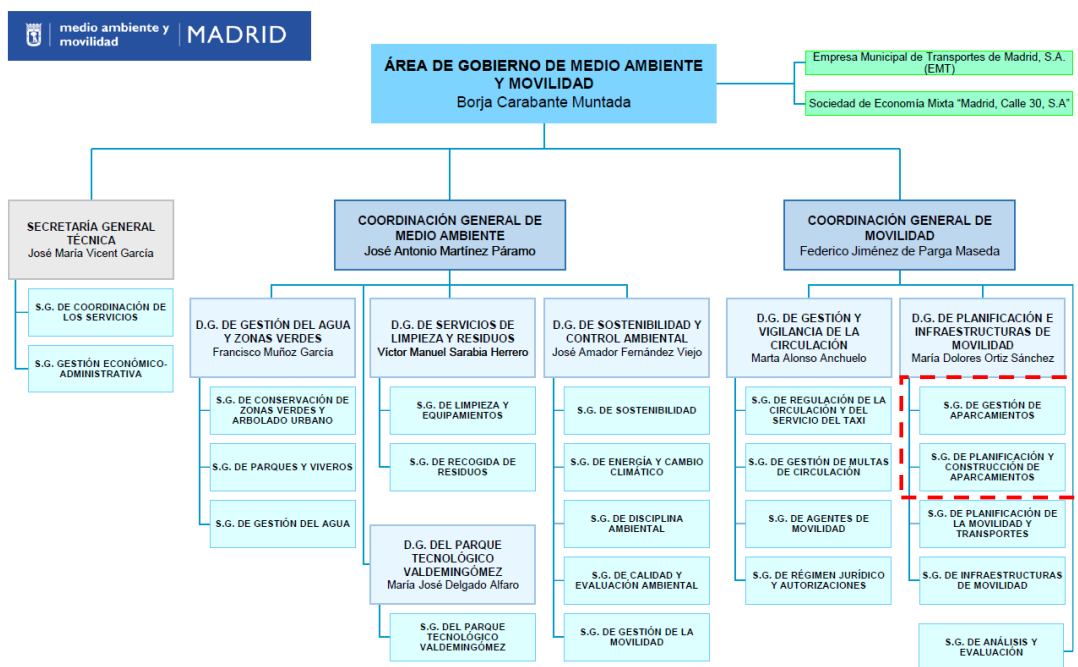 medio ambiente y
movilidad
MADRID
ÁREA DE GOBIERNO DE MEDIO AMBIENTE
Y MOVILIDAD
Borja Carabante Muntada
Empresa Municipal de Transportes de Madrid, S.A.
(EMT)
Sociedad de Economía Mixta “Madrid, Calle 30, S.A”
SECRETARÍA GENERAL
TÉCNICA
José María Vicent García
S.G. DE COORDINACIÓN DE
LOS SERVICIOS
S.G. GESTIÓN ECONÓMICO-
ADMINISTRATIVA
COORDINACIÓN GENERAL DE
MEDIO AMBIENTE
José Antonio Martínez Páramo
D.G. DE GESTIÓN DEL AGUA
Y ZONAS VERDES
Francisco Muñoz García
S.G. DE CONSERVACIÓN DE
ZONAS VERDES Y
ARBOLADO URBANO
S.G. DE PARQUES Y VIVEROS
S.G. DE GESTIÓN DEL AGUA
D.G. DE SERVICIOS DE
LIMPIEZA Y RESIDUOS
Víctor Manuel Sarabia Herrero
S.G. DE LIMPIEZA Y
EQUIPAMIENTOS
S.G. DE RECOGIDA DE
RESIDUOS
D.G. DEL PARQUE
TECNOLÓGICO
VALDEMINGÓMEZ
María José Delgado Alfaro
S.G. DEL PARQUE
TECNOLÓGICO
VALDEMINGÓMEZ
D.G. DE SOSTENIBILIDAD Y
CONTROL AMBIENTAL
José Amador Fernández Viejo
S.G. DE SOSTENIBILIDAD
S.G. DE ENERGÍA Y CAMBIO
CLIMÁTICO
S.G. DE DISCIPLINA
AMBIENTAL
S.G. DE CALIDAD Y
EVALUACIÓN AMBIENTAL
S.G. DE GESTIÓN DE LA
MOVILIDAD
COORDINACIÓN GENERAL DE
MOVILIDAD
Federico Jiménez de Parga Maseda
D.G. DE GESTIÓN Y
VIGILANCIA DE LA
CIRCULACIÓN
Marta Alonso Anchuelo
S.G. DE REGULACIÓN DE LA
CIRCULACIÓN Y DEL
SERVICIO DEL TAXI
S.G. DE GESTIÓN DE MULTAS
DE CIRCULACIÓN
S.G. DE AGENTES DE
MOVILIDAD
S.G. DE RÉGIMEN JURÍDICO
Y AUTORIZACIONES
D.G. DE PLANIFICACIÓN E
INFRAESTRUCTURAS DE
MOVILIDAD
María Dolores Ortiz Sánchez
S.G. DE GESTIÓN DE
APARCAMIENTOS
S.G. DE PLANIFICACIÓN Y
CONSTRUCCIÓN DE
APARCAMIENTOS
S.G. DE PLANIFICACIÓN DE
LA MOVILIDAD Y
TRANSPORTES
S.G. DE INFRAESTRUCTURAS
DE MOVILIDAD
S.G. DE ANÁLISIS Y
EVALUACIÓN